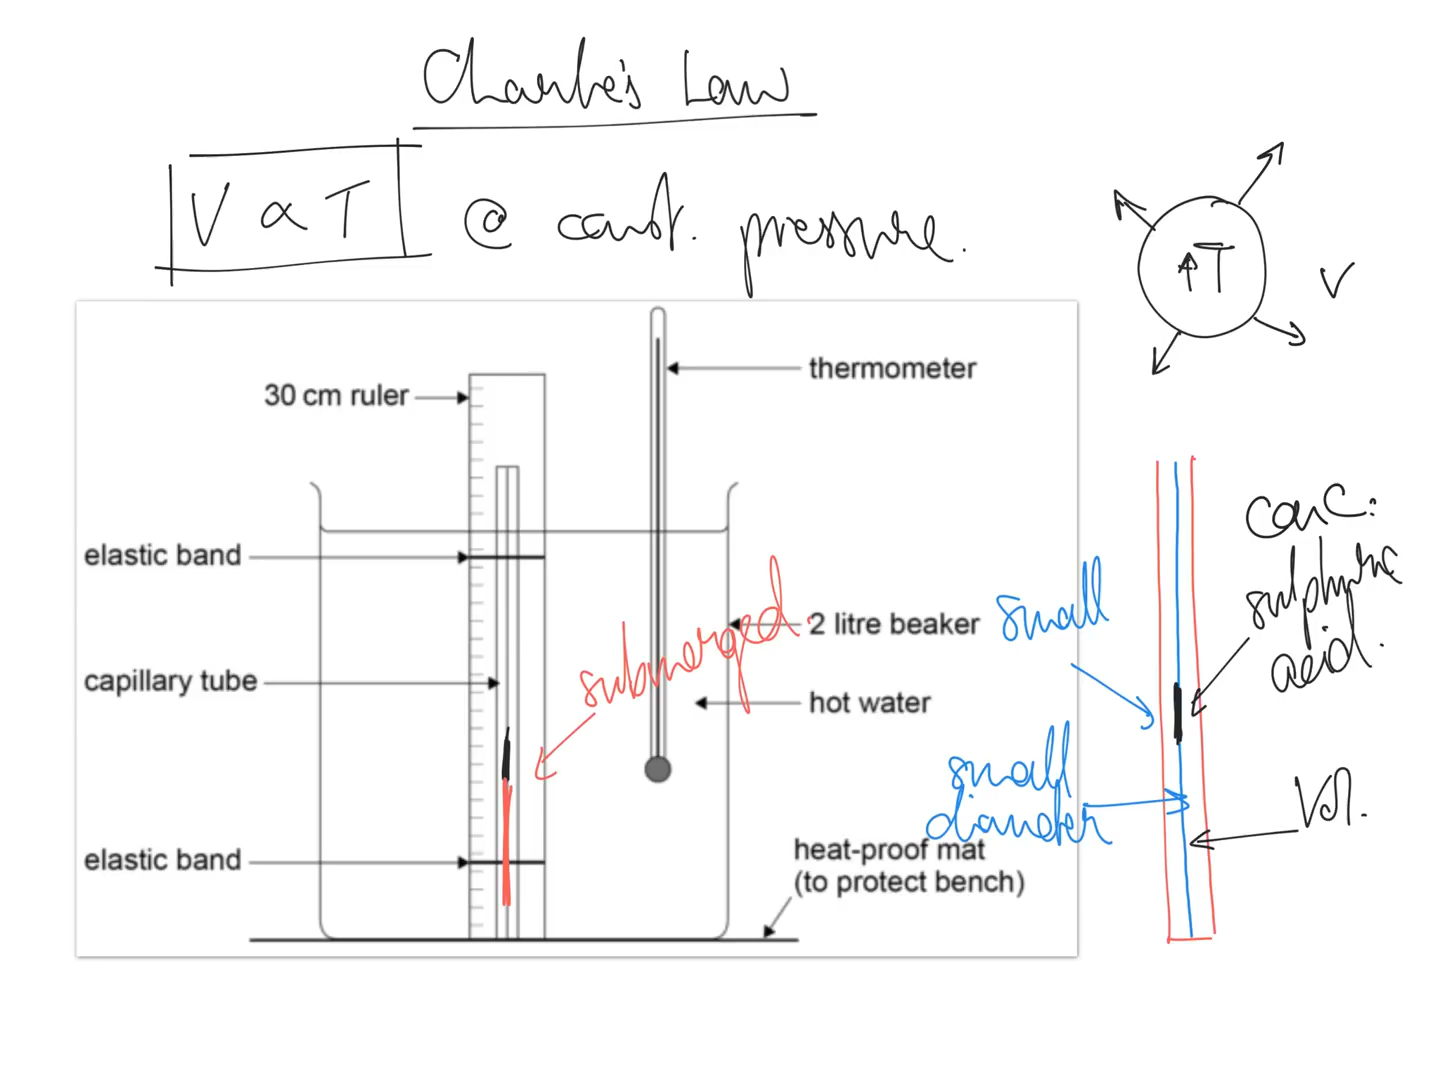 Charle's Law
V ∝ T @ const. pressure.
↑T
V
thermometer
30 cm ruler
elastic band
submerged
2 litre beaker
small
conc.
sulphuric
acid.
capillary tube
hot water
small
diameter
Vol.
elastic band
heat-proof mat
(to protect bench)